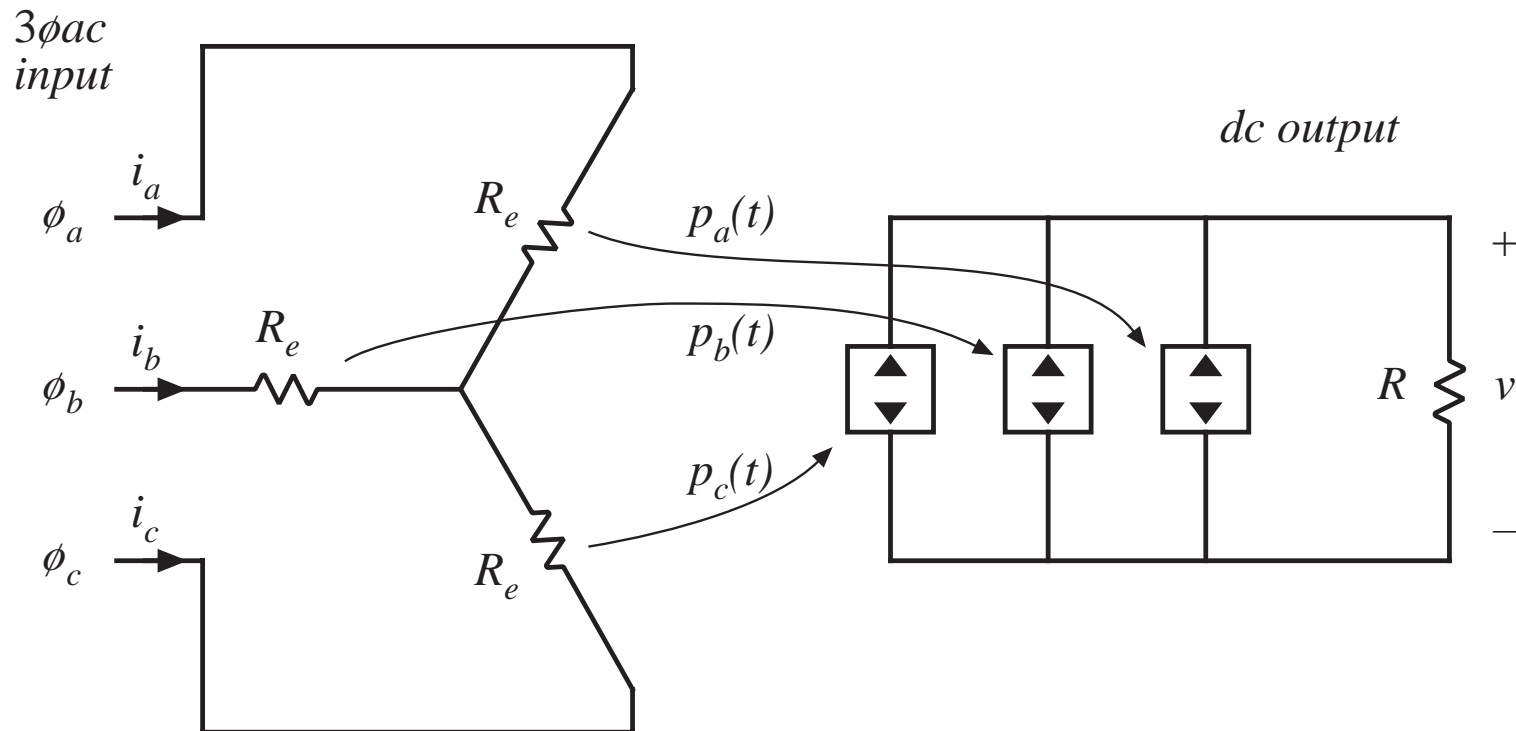 3ϕac
input
dc output
i_a
ϕ_a
R_e
p_a(t)
+
i_b
ϕ_b
R_e
p_b(t)
R
v
i_c
ϕ_c
R_e
p_c(t)
–